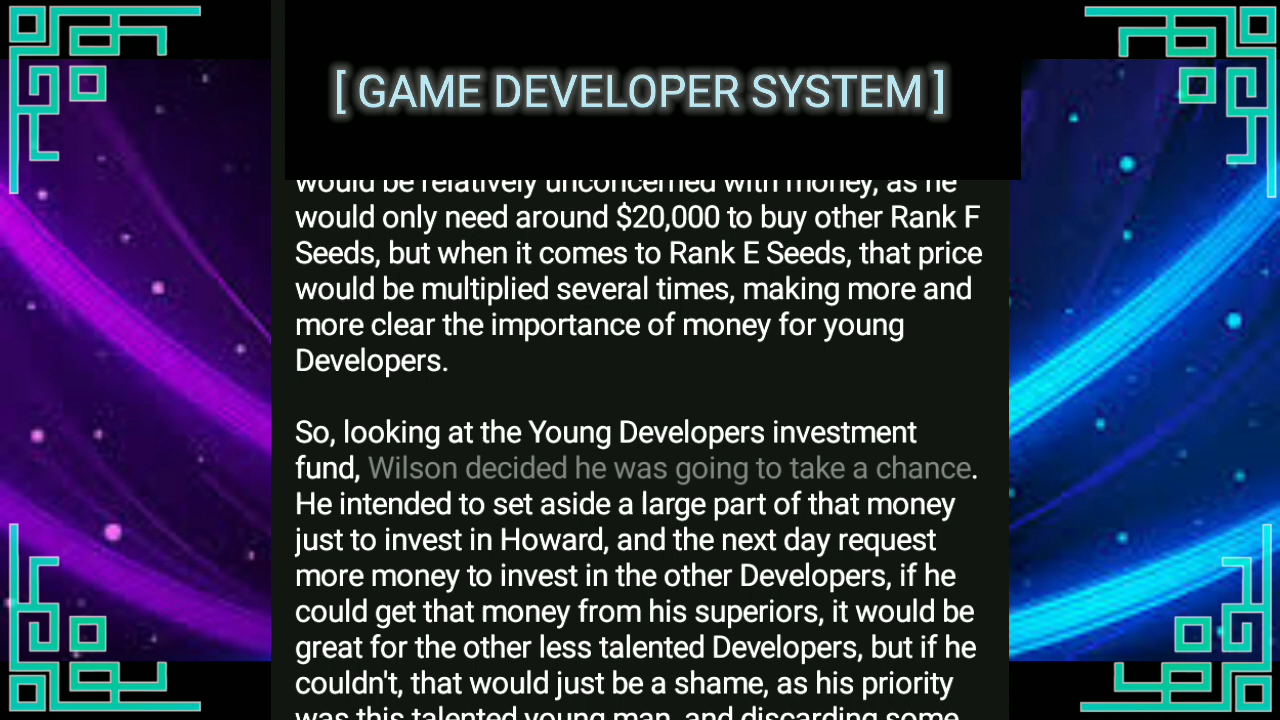 [ GAME DEVELOPER SYSTEM ]
would be relatively unconcerned with money, as he
would only need around $20,000 to buy other Rank F
Seeds, but when it comes to Rank E Seeds, that price
would be multiplied several times, making more and
more clear the importance of money for young
Developers.
So, looking at the Young Developers investment
fund, Wilson decided he was going to take a chance.
He intended to set aside a large part of that money
just to invest in Howard, and the next day request
more money to invest in the other Developers, if he
could get that money from his superiors, it would be
great for the other less talented Developers, but if he
couldn't, that would just be a shame, as his priority
was this talented young man, and discarding some